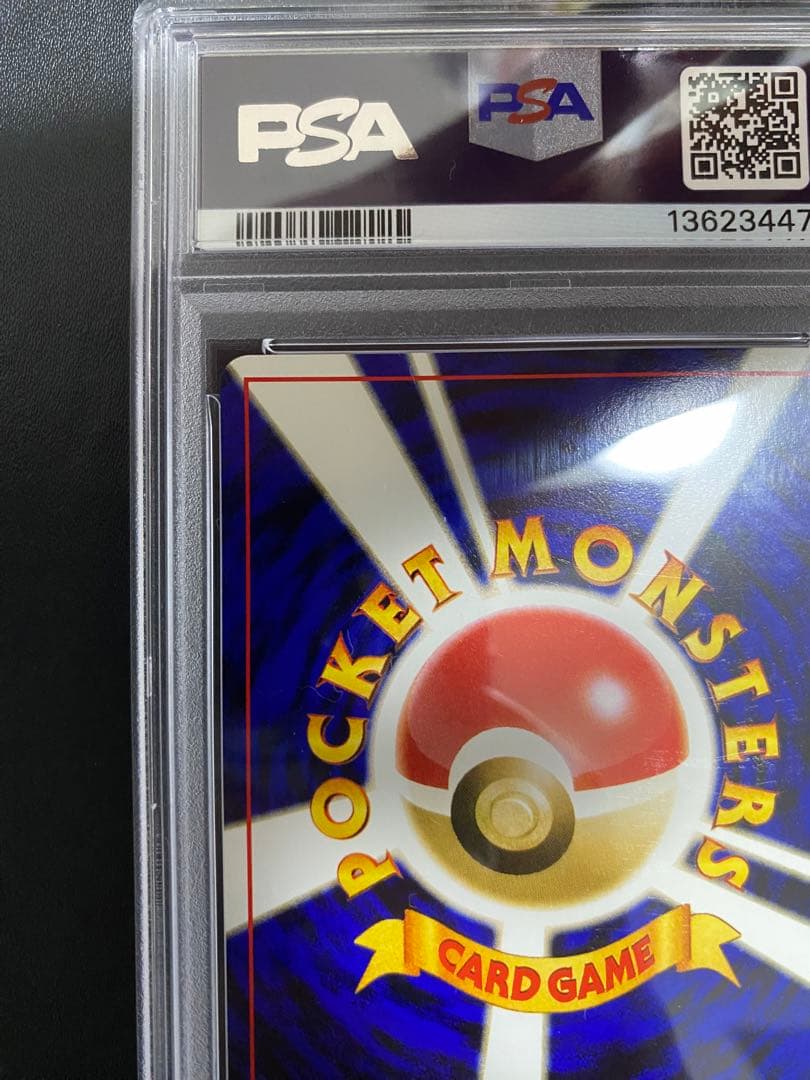 PSA
PSA
13623447
POCKET MONSTERS
CARD GAME